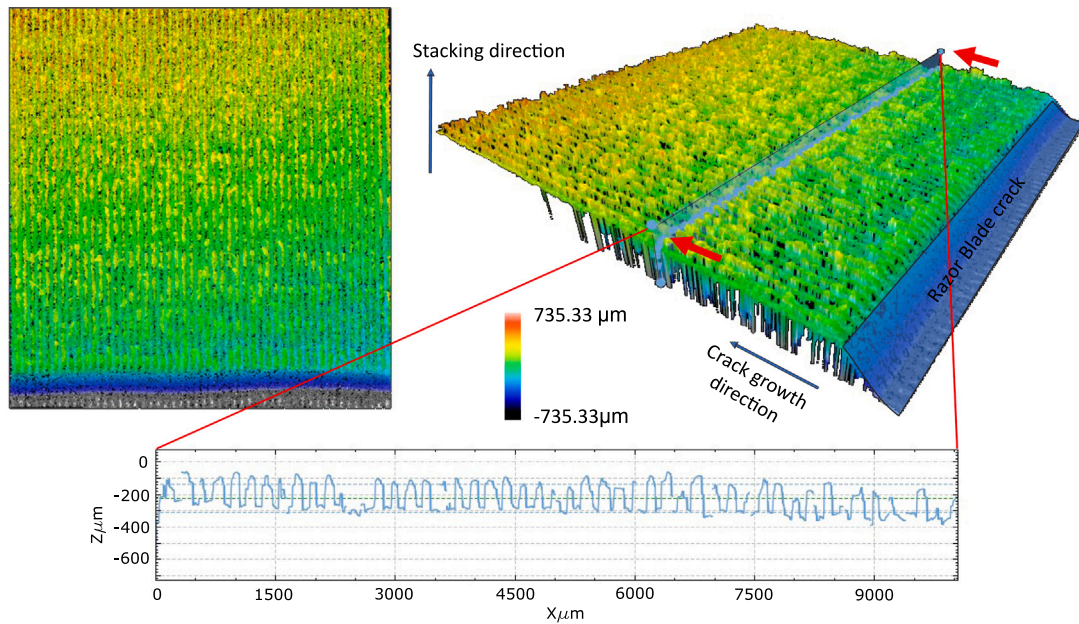 Stacking direction
Razor Blade crack
735.33 μm
-735.33μm
Crack growth
direction
0
-200
-400
-600
Zμm
0
1500
3000
4500
6000
7500
9000
Xμm